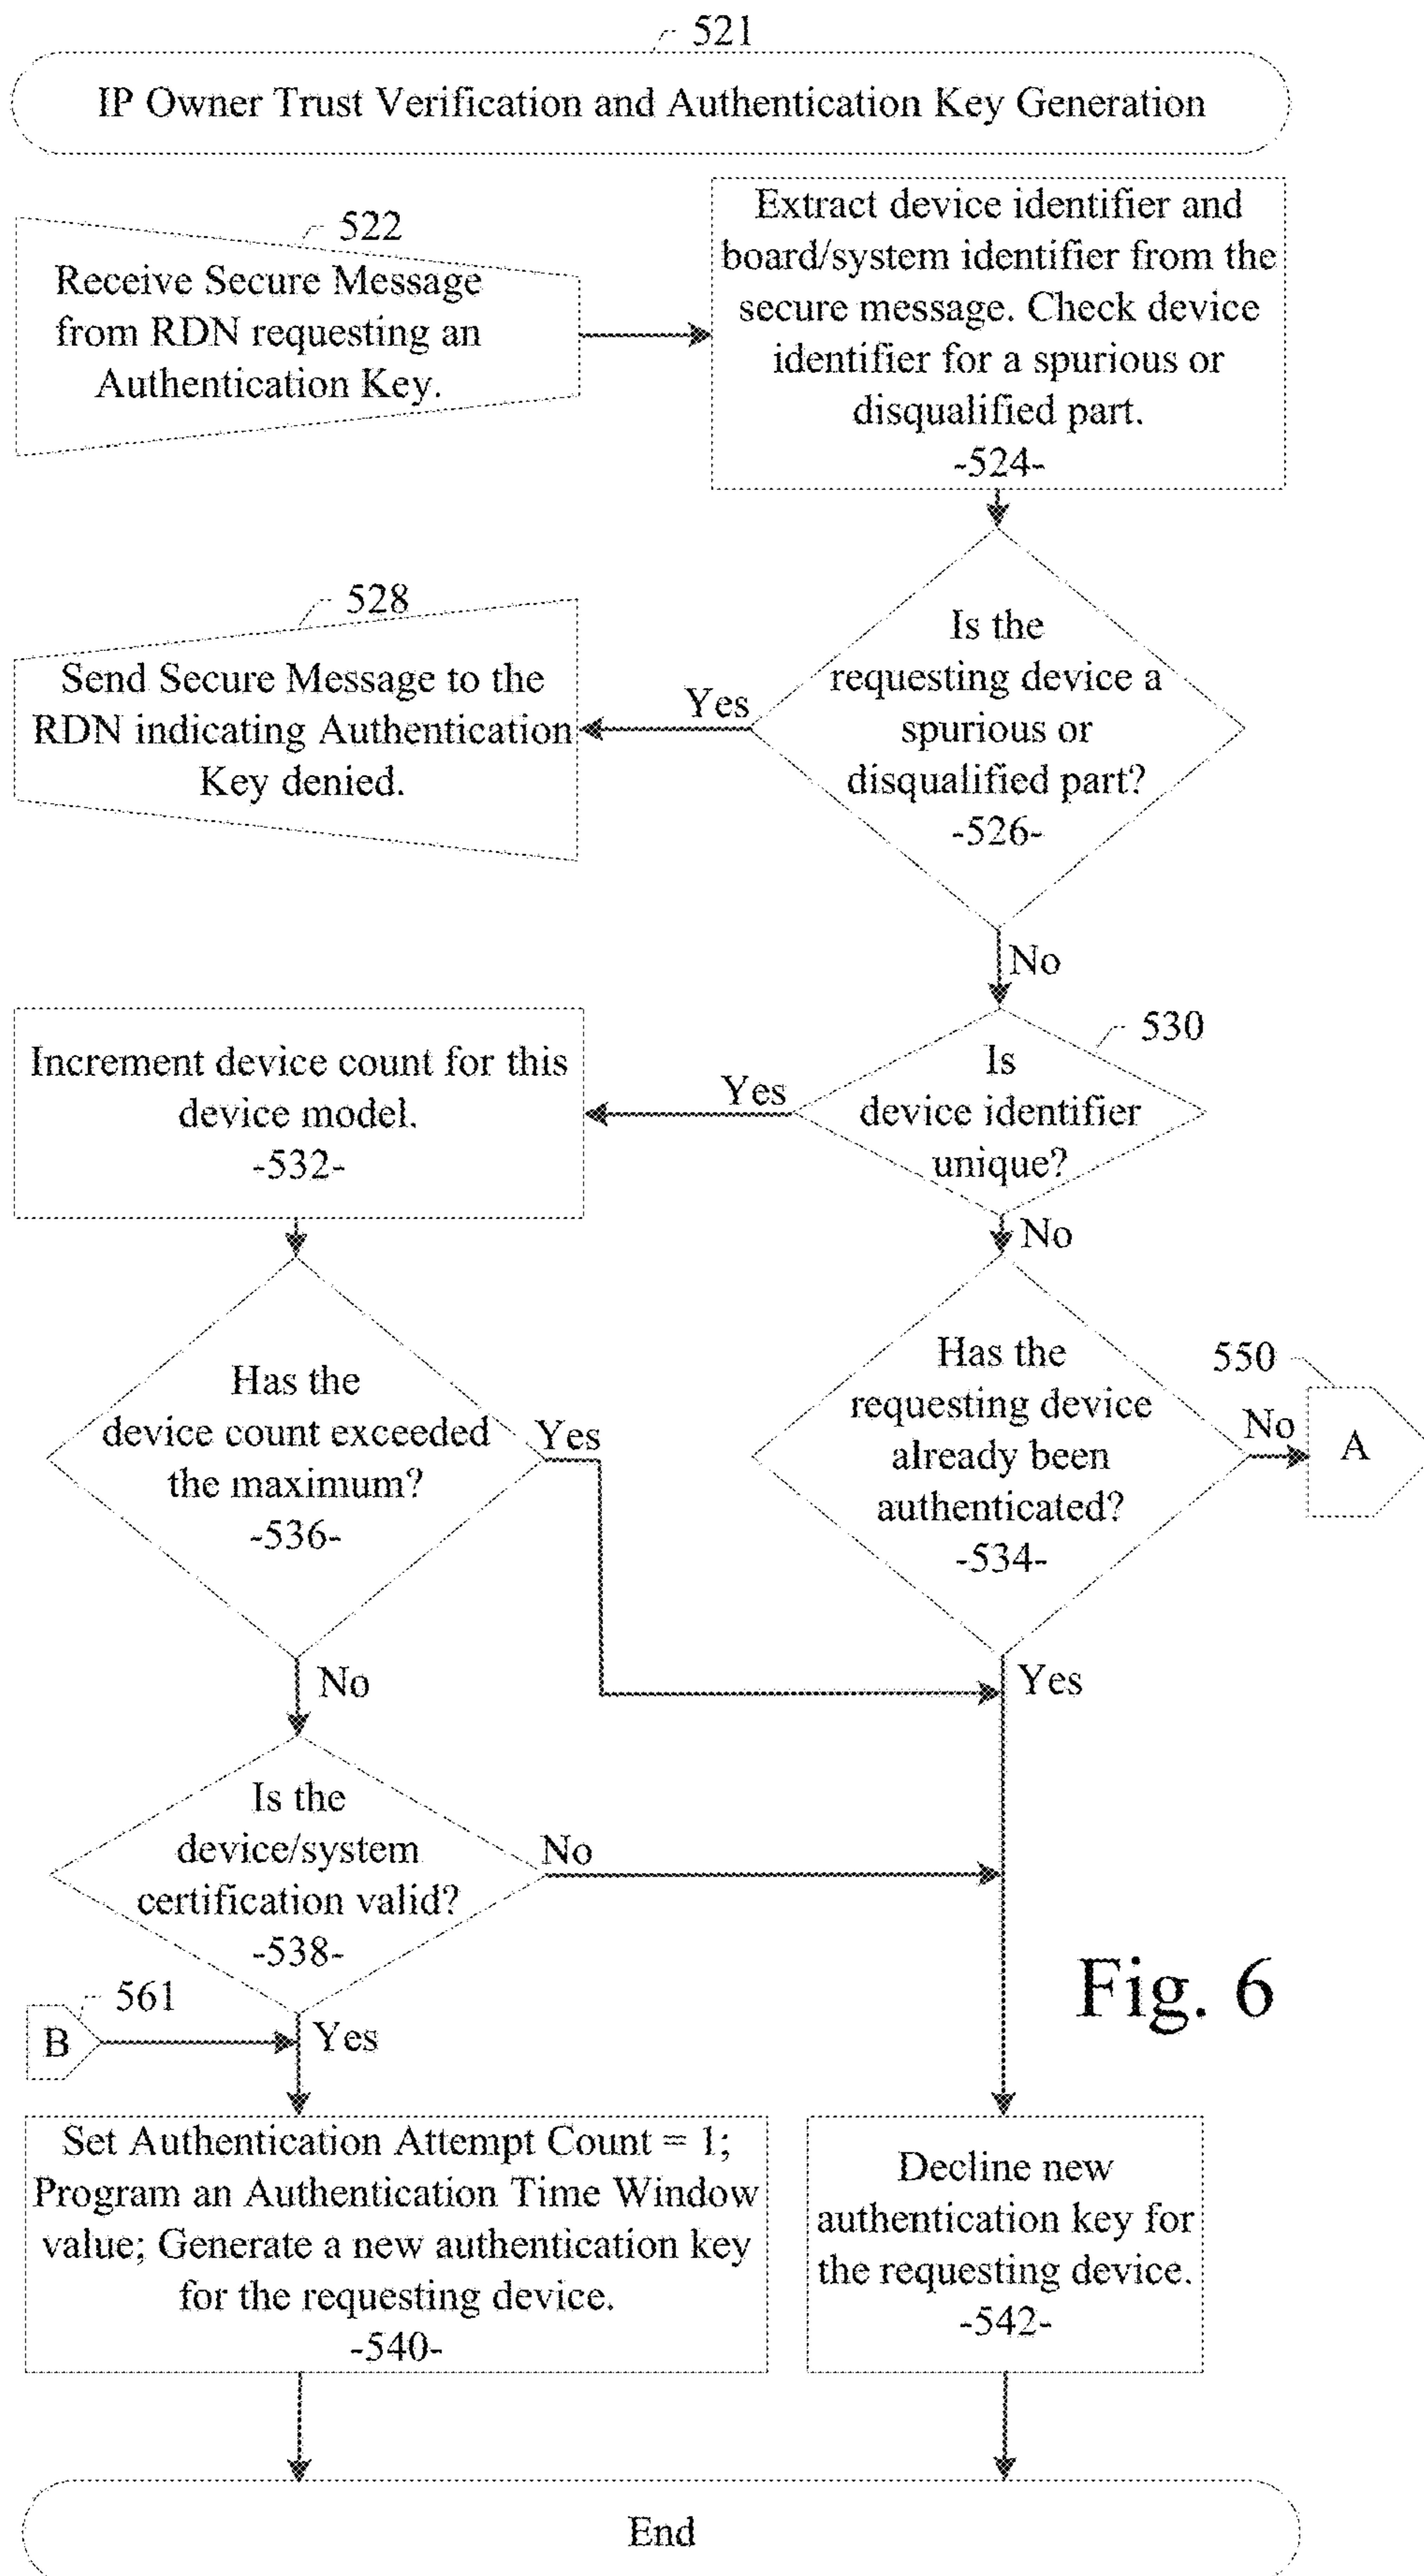 521
IP Owner Trust Verification and Authentication Key Generation
522
Receive Secure Message
from RDN requesting an
Authentication Key.
Extract device identifier and
board/system identifier from the
secure message. Check device
identifier for a spurious or
disqualified part.
-524-
528
Send Secure Message to the
RDN indicating Authentication
Key denied.
Yes
Is the
requesting device a
spurious or
disqualified part?
-526-
No
530
Is
device identifier
unique?
Yes
Increment device count for this
device model.
-532-
No
Has the
device count exceeded
the maximum?
-536-
Yes
Has the
requesting device
already been
authenticated?
-534-
No
550
A
No
Yes
Is the
device/system
certification valid?
-538-
No
561
B
Yes
Fig. 6
Set Authentication Attempt Count = 1;
Program an Authentication Time Window
value; Generate a new authentication key
for the requesting device.
-540-
Decline new
authentication key for
the requesting device.
-542-
End